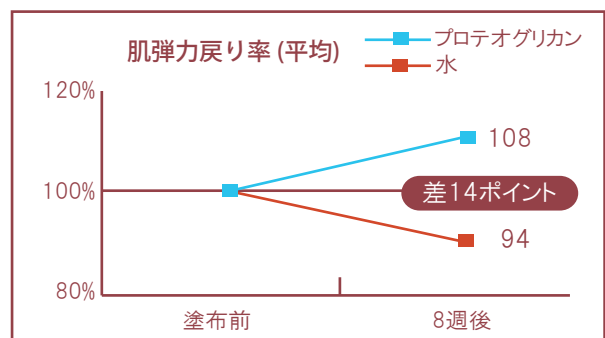 肌弾力戻り率 (平均)
プロテオグリカン
水
120%
108
100%
差14ポイント
94
80%
塗布前
8週後